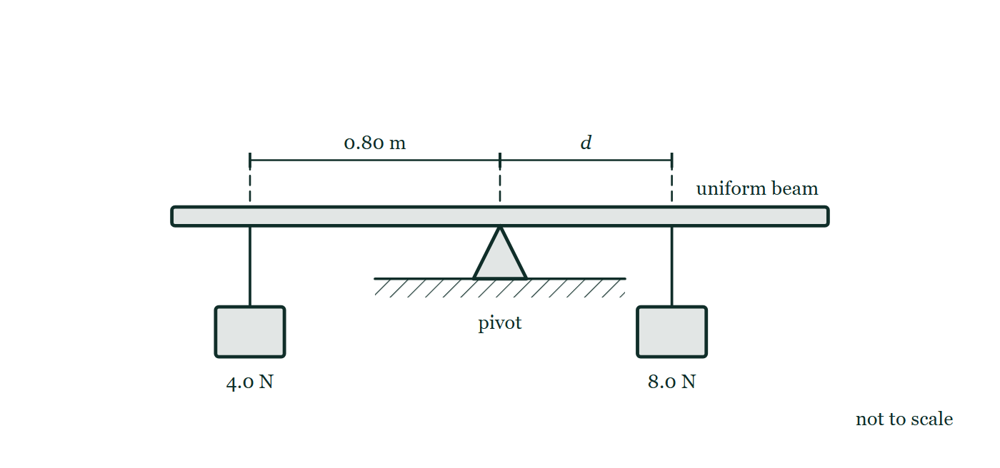 0.80 m
d
uniform beam
pivot
4.0 N
8.0 N
not to scale